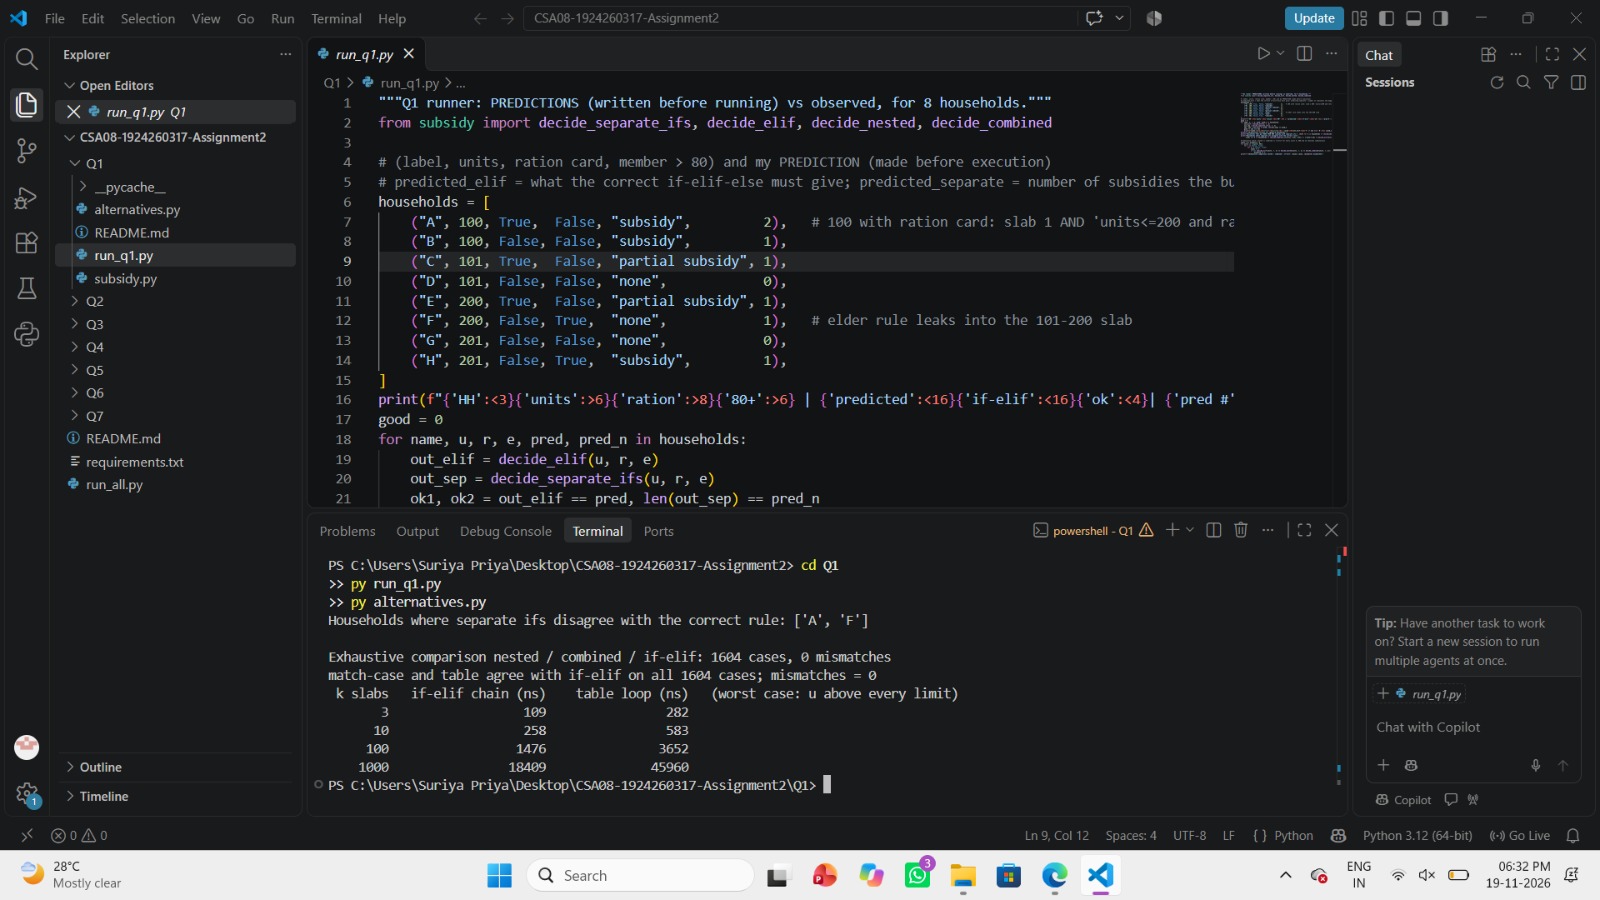 File Edit Selection View Go Run Terminal Help
CSA08-1924260317-Assignment2
Update
Explorer
Open Editors
run_q1.py Q1
CSA08-1924260317-Assignment2
Q1
__pycache__
alternatives.py
README.md
run_q1.py
subsidy.py
Q2
Q3
Q4
Q5
Q6
Q7
README.md
requirements.txt
run_all.py
Outline
Timeline
1
run_q1.py
Q1 > run_q1.py > ...
1 """Q1 runner: PREDICTIONS (written before running) vs observed, for 8 households."""
2 from subsidy import decide_separate_ifs, decide_elif, decide_nested, decide_combined
3
4 # (label, units, ration card, member > 80) and my PREDICTION (made before execution)
5 # predicted_elif = what the correct if-elif-else must give; predicted_separate = number of subsidies the bu
6 households = [
7 ("A", 100, True, False, "subsidy", 2), # 100 with ration card: slab 1 AND 'units<=200 and ra
8 ("B", 100, False, False, "subsidy", 1),
9 ("C", 101, True, False, "partial subsidy", 1),
10 ("D", 101, False, False, "none", 0),
11 ("E", 200, True, False, "partial subsidy", 1),
12 ("F", 200, False, True, "none", 1), # elder rule leaks into the 101-200 slab
13 ("G", 201, False, False, "none", 0),
14 ("H", 201, False, True, "subsidy", 1),
15 ]
16 print(f"{'HH':<3}{'units':>6}{'ration':>8}{'80+':>6} | {'predicted':<16}{'if-elif':<16}{'ok':<4}| {'pred #'
17 good = 0
18 for name, u, r, e, pred, pred_n in households:
19 out_elif = decide_elif(u, r, e)
20 out_sep = decide_separate_ifs(u, r, e)
21 ok1, ok2 = out_elif == pred, len(out_sep) == pred_n
Problems Output Debug Console Terminal Ports
powershell - Q1
PS C:\Users\Suriya Priya\Desktop\CSA08-1924260317-Assignment2> cd Q1
>> py run_q1.py
>> py alternatives.py
Households where separate ifs disagree with the correct rule: ['A', 'F']
Exhaustive comparison nested / combined / if-elif: 1604 cases, 0 mismatches
match-case and table agree with if-elif on all 1604 cases; mismatches = 0
k slabs if-elif chain (ns) table loop (ns) (worst case: u above every limit)
3 109 282
10 258 583
100 1476 3652
1000 18409 45960
PS C:\Users\Suriya Priya\Desktop\CSA08-1924260317-Assignment2\Q1>
Chat
Sessions
Tip: Have another task to work
on? Start a new session to run
multiple agents at once.
run_q1.py
Chat with Copilot
Copilot
0 0
Ln 9, Col 12 Spaces: 4 UTF-8 LF { } Python Python 3.12 (64-bit) Go Live
28°C
Mostly clear
Search
3
ENG
IN
06:32 PM
19-11-2026